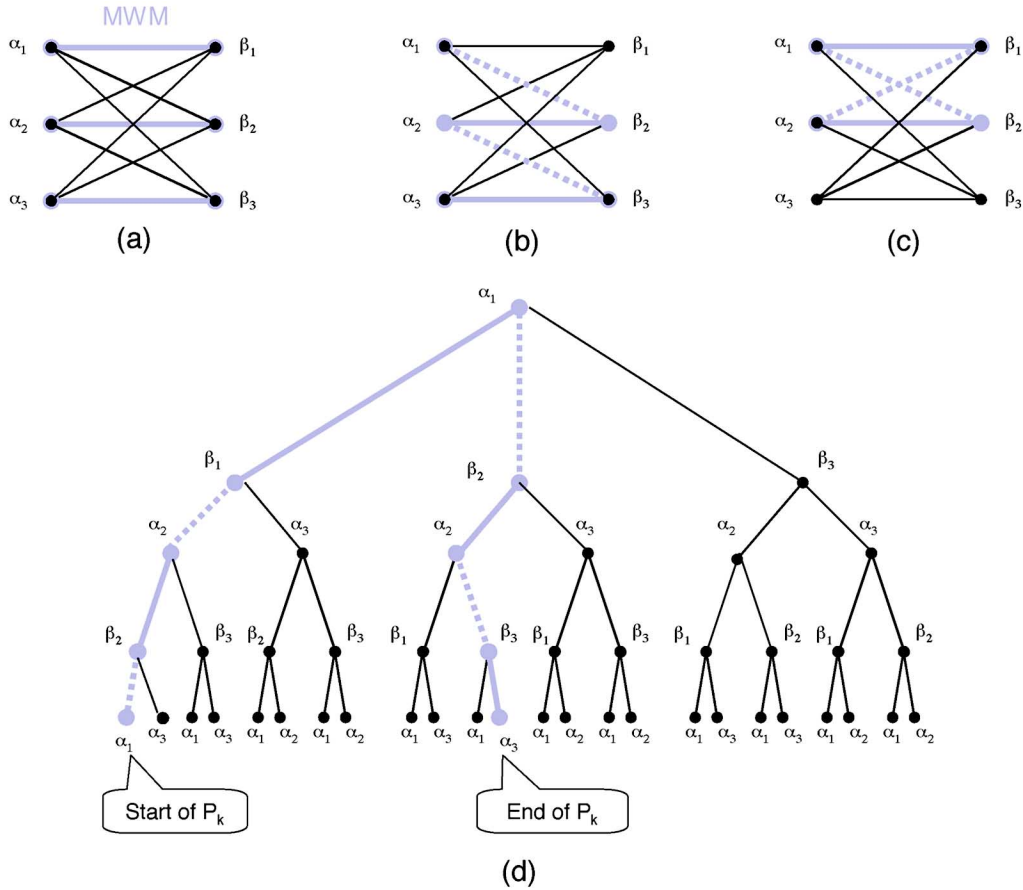 MWM
α1 β1 α1 β1 α1 β1
α2 β2 α2 β2 α2 β2
α3 β3 α3 β3 α3 β3
(a) (b) (c)
α1
β1 β2 β3
α2 α3 α2 α3 α2 α3
β2 β3 β2 β3 β1 β3 β1 β3 β1 β2 β1 β2
α1 α3 α1 α3 α1 α2 α1 α2 α1 α3 α1 α3 α1 α2 α1 α2 α1 α3 α1 α3 α1 α2 α1 α2
Start of Pk End of Pk
(d)